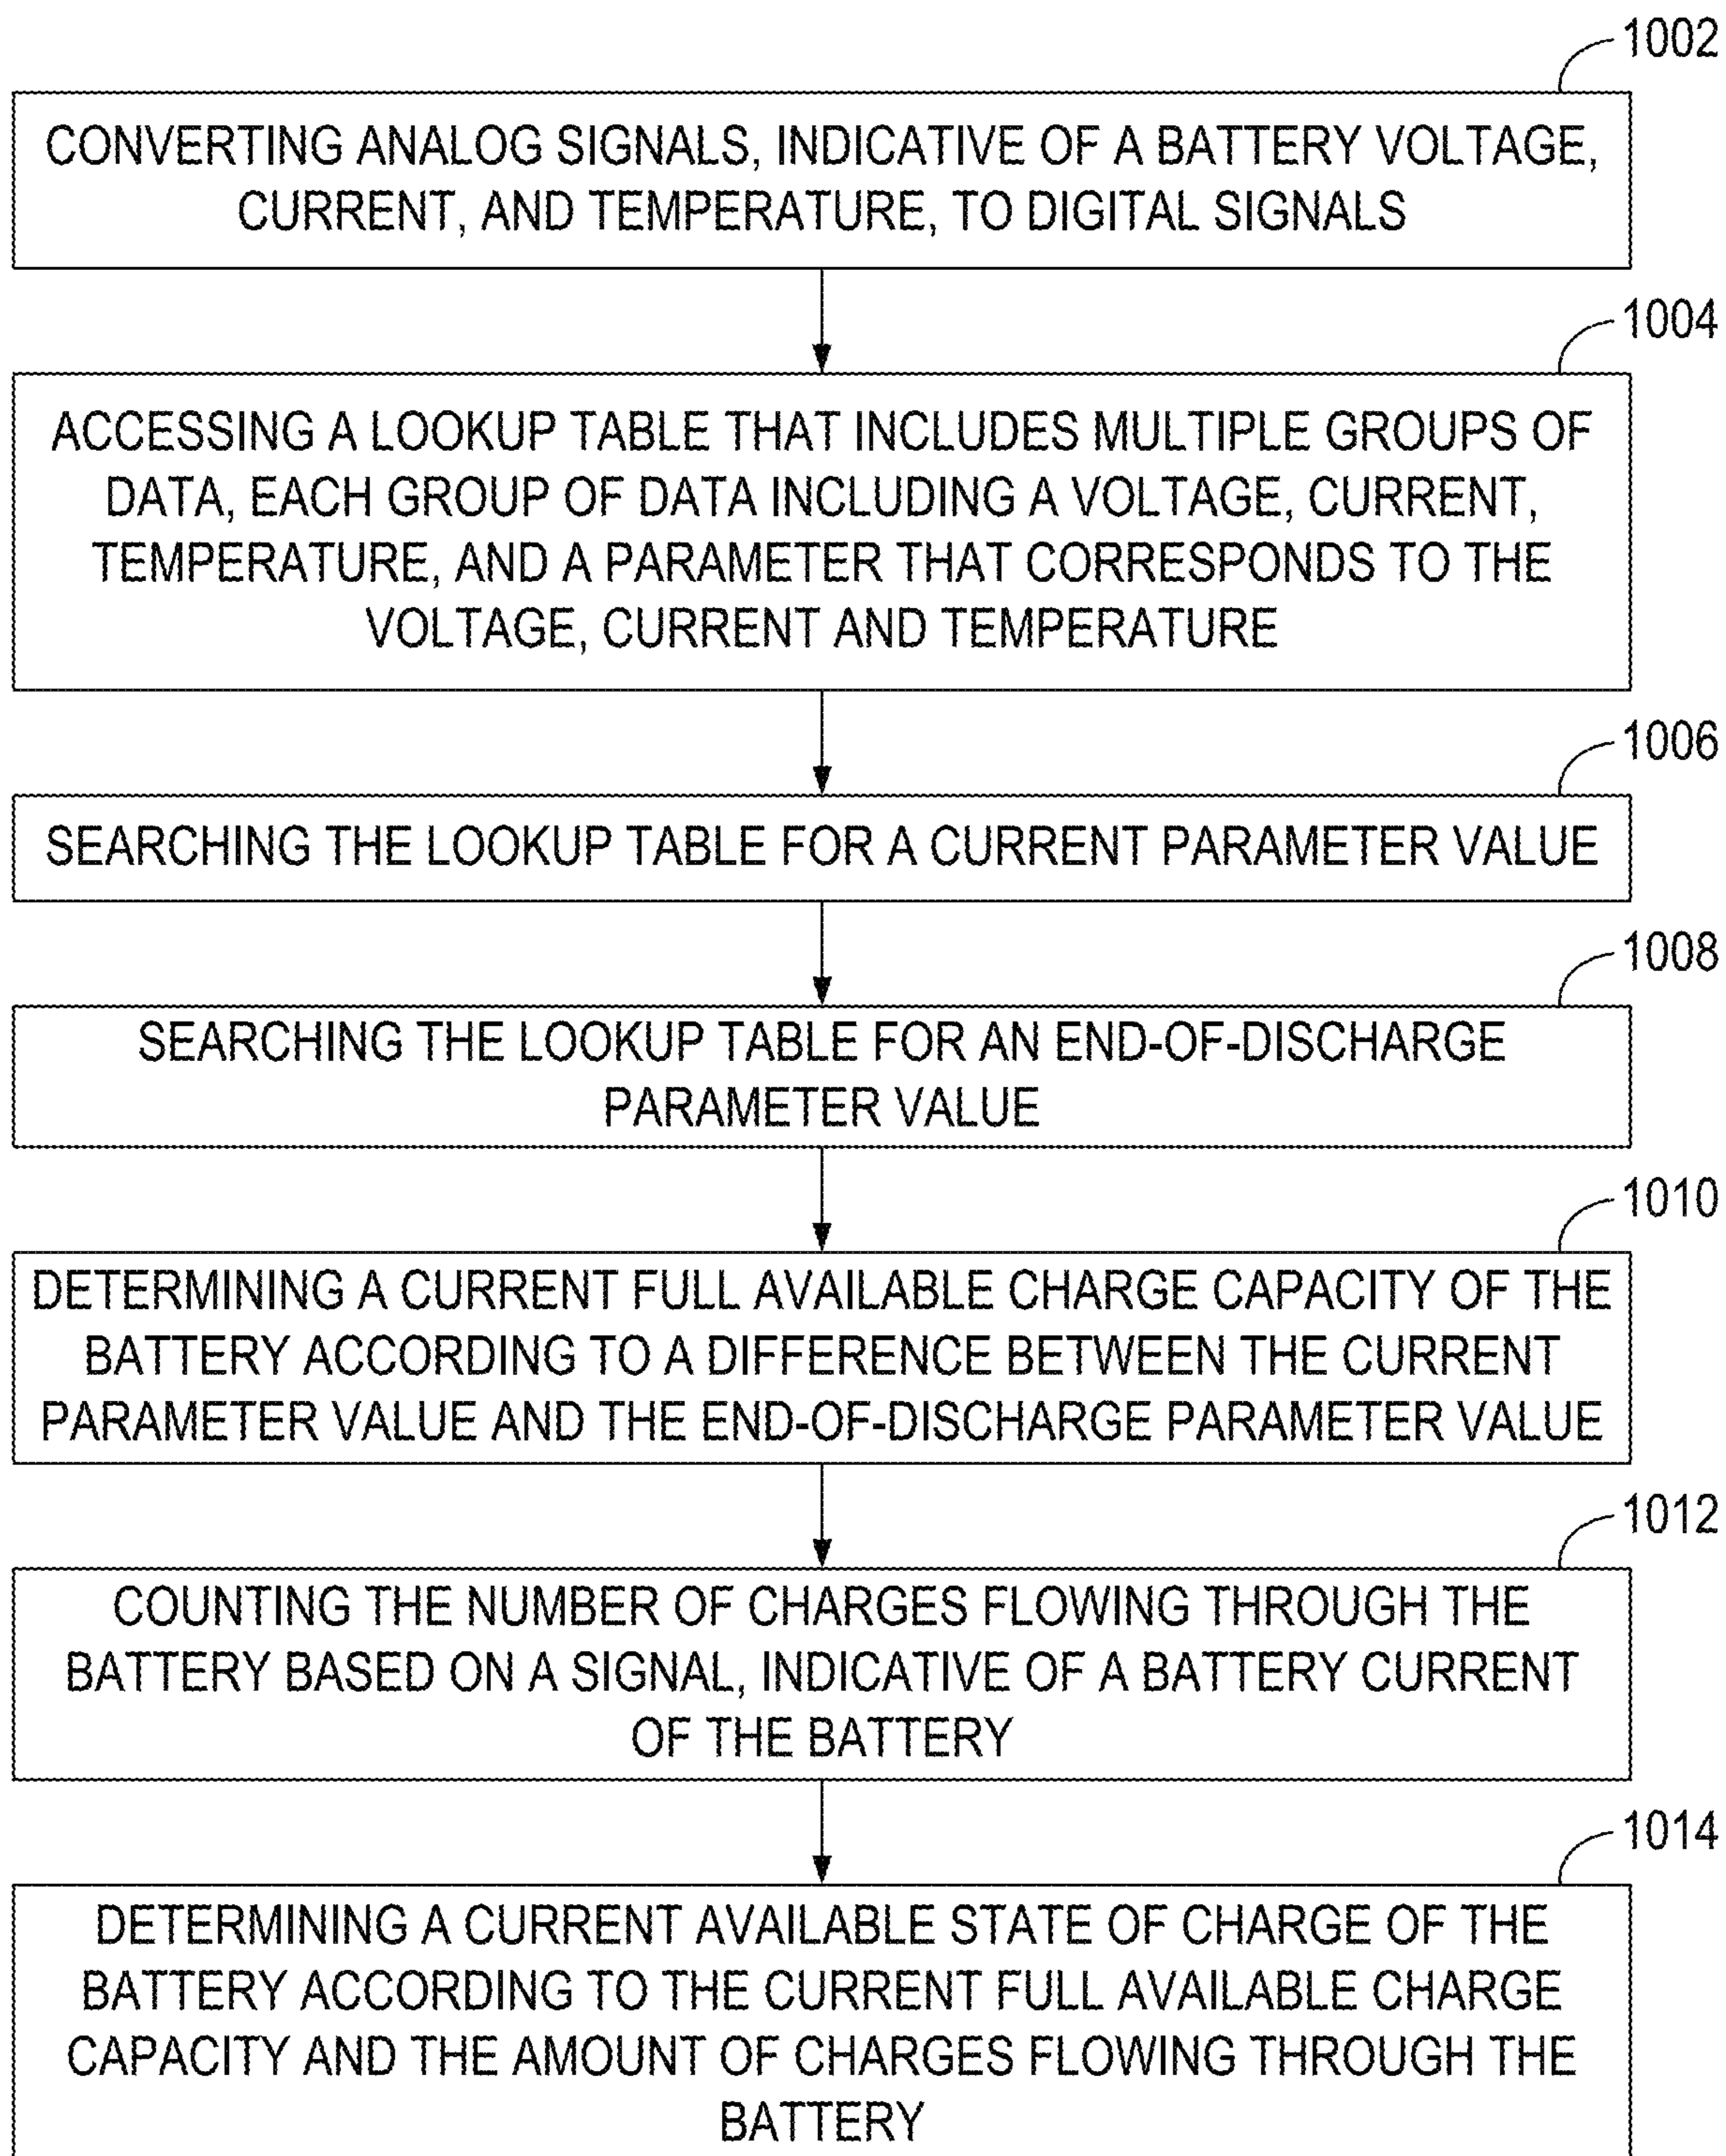 1002
CONVERTING ANALOG SIGNALS, INDICATIVE OF A BATTERY VOLTAGE,
CURRENT, AND TEMPERATURE, TO DIGITAL SIGNALS
1004
ACCESSING A LOOKUP TABLE THAT INCLUDES MULTIPLE GROUPS OF
DATA, EACH GROUP OF DATA INCLUDING A VOLTAGE, CURRENT,
TEMPERATURE, AND A PARAMETER THAT CORRESPONDS TO THE
VOLTAGE, CURRENT AND TEMPERATURE
1006
SEARCHING THE LOOKUP TABLE FOR A CURRENT PARAMETER VALUE
1008
SEARCHING THE LOOKUP TABLE FOR AN END-OF-DISCHARGE
PARAMETER VALUE
1010
DETERMINING A CURRENT FULL AVAILABLE CHARGE CAPACITY OF THE
BATTERY ACCORDING TO A DIFFERENCE BETWEEN THE CURRENT
PARAMETER VALUE AND THE END-OF-DISCHARGE PARAMETER VALUE
1012
COUNTING THE NUMBER OF CHARGES FLOWING THROUGH THE
BATTERY BASED ON A SIGNAL, INDICATIVE OF A BATTERY CURRENT
OF THE BATTERY
1014
DETERMINING A CURRENT AVAILABLE STATE OF CHARGE OF THE
BATTERY ACCORDING TO THE CURRENT FULL AVAILABLE CHARGE
CAPACITY AND THE AMOUNT OF CHARGES FLOWING THROUGH THE
BATTERY